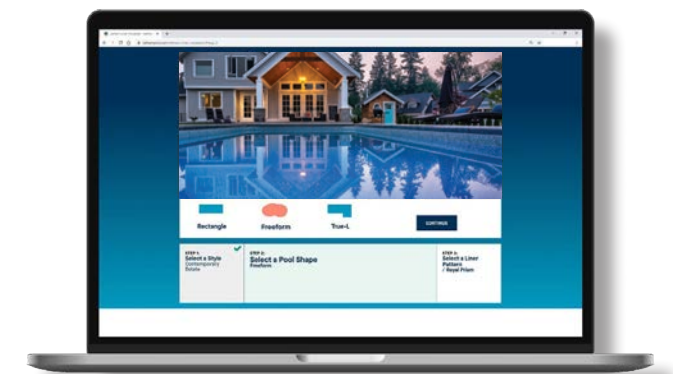 Rectangle
Freeform
True-L
CONTINUE
STEP 1:
Select a Style
Contemporary
Estate
STEP 2:
Select a Pool Shape
Freeform
STEP 3:
Select a Liner
Pattern
/ Royal Prism